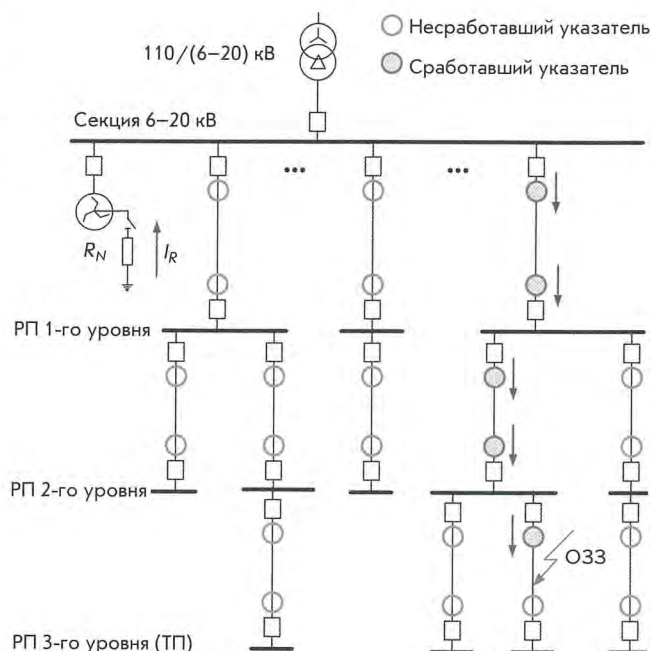 110/(6–20) кВ
Несработавший указатель
Сработавший указатель
Секция 6–20 кВ
...
...
R_N
I_R
РП 1-го уровня
РП 2-го уровня
ОЗЗ
РП 3-го уровня (ТП)